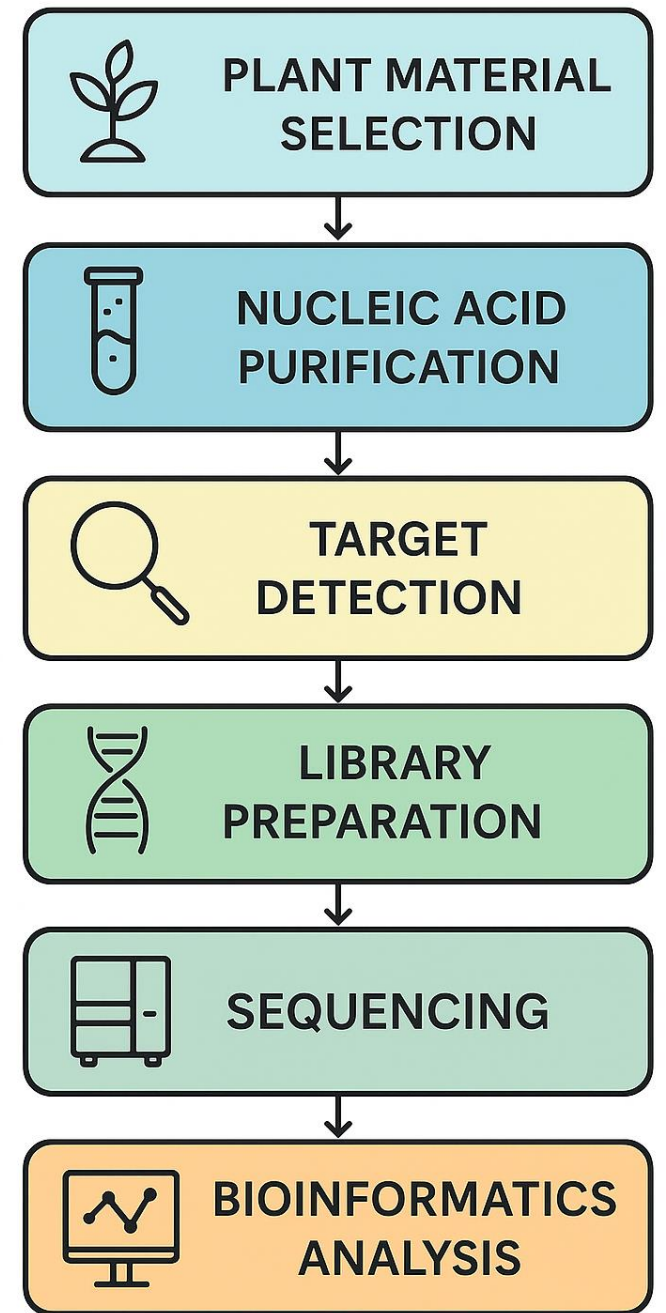 PLANT MATERIAL
SELECTION
NUCLEIC ACID
PURIFICATION
TARGET
DETECTION
LIBRARY
PREPARATION
SEQUENCING
BIOINFORMATICS
ANALYSIS